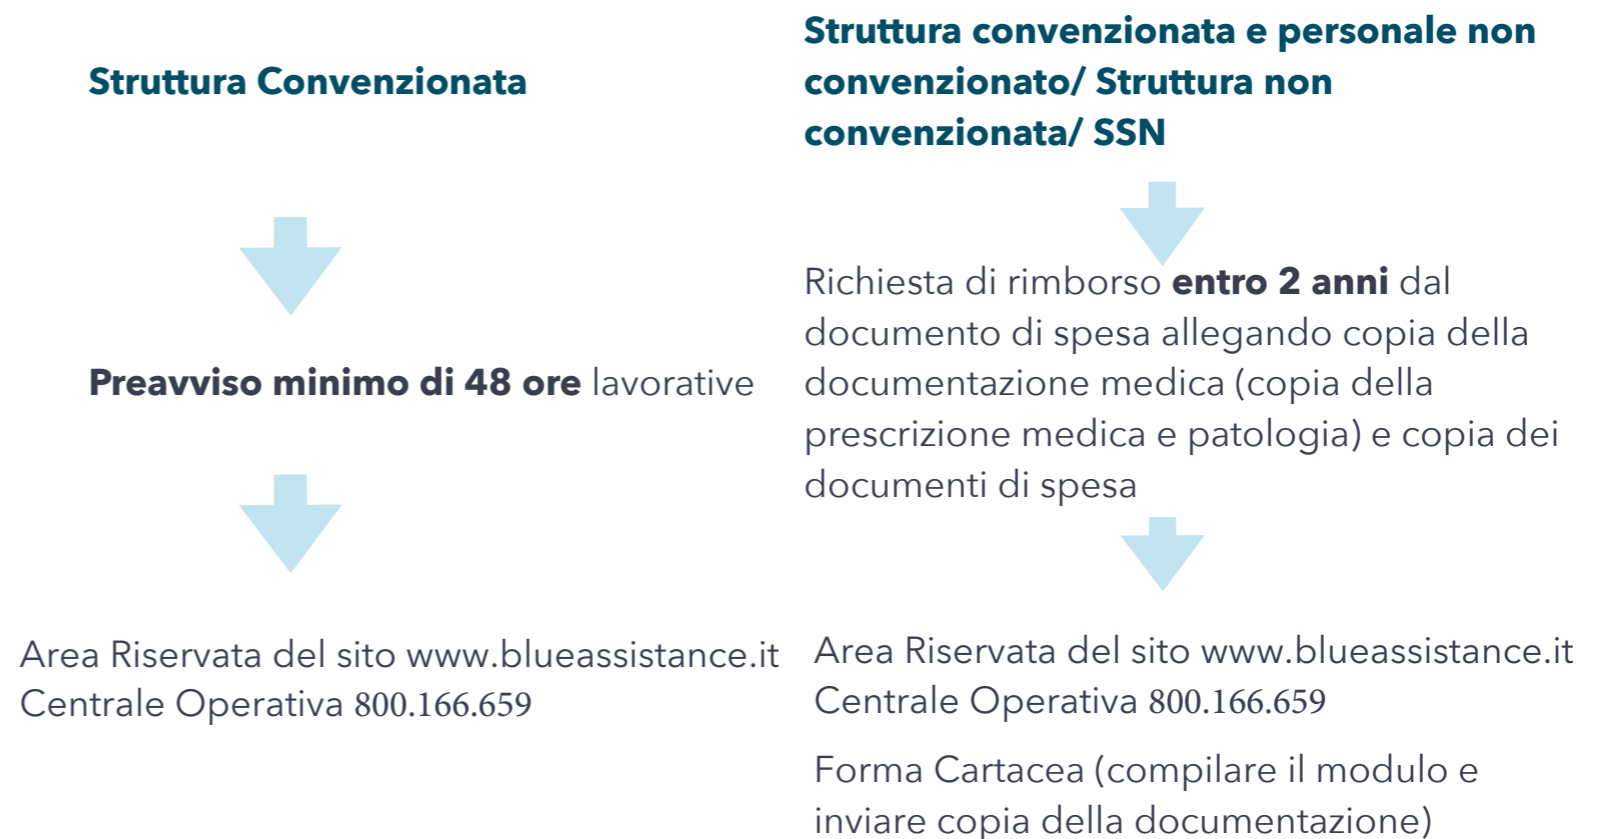 Struttura Convenzionata
Preavviso minimo di 48 ore lavorative
Area Riservata del sito www.blueassistance.it
Centrale Operativa 800.166.659
Struttura convenzionata e personale non
convenzionato/ Struttura non
convenzionata/ SSN
Richiesta di rimborso entro 2 anni dal
documento di spesa allegando copia della
documentazione medica (copia della
prescrizione medica e patologia) e copia dei
documenti di spesa
Area Riservata del sito www.blueassistance.it
Centrale Operativa 800.166.659
Forma Cartacea (compilare il modulo e
inviare copia della documentazione)